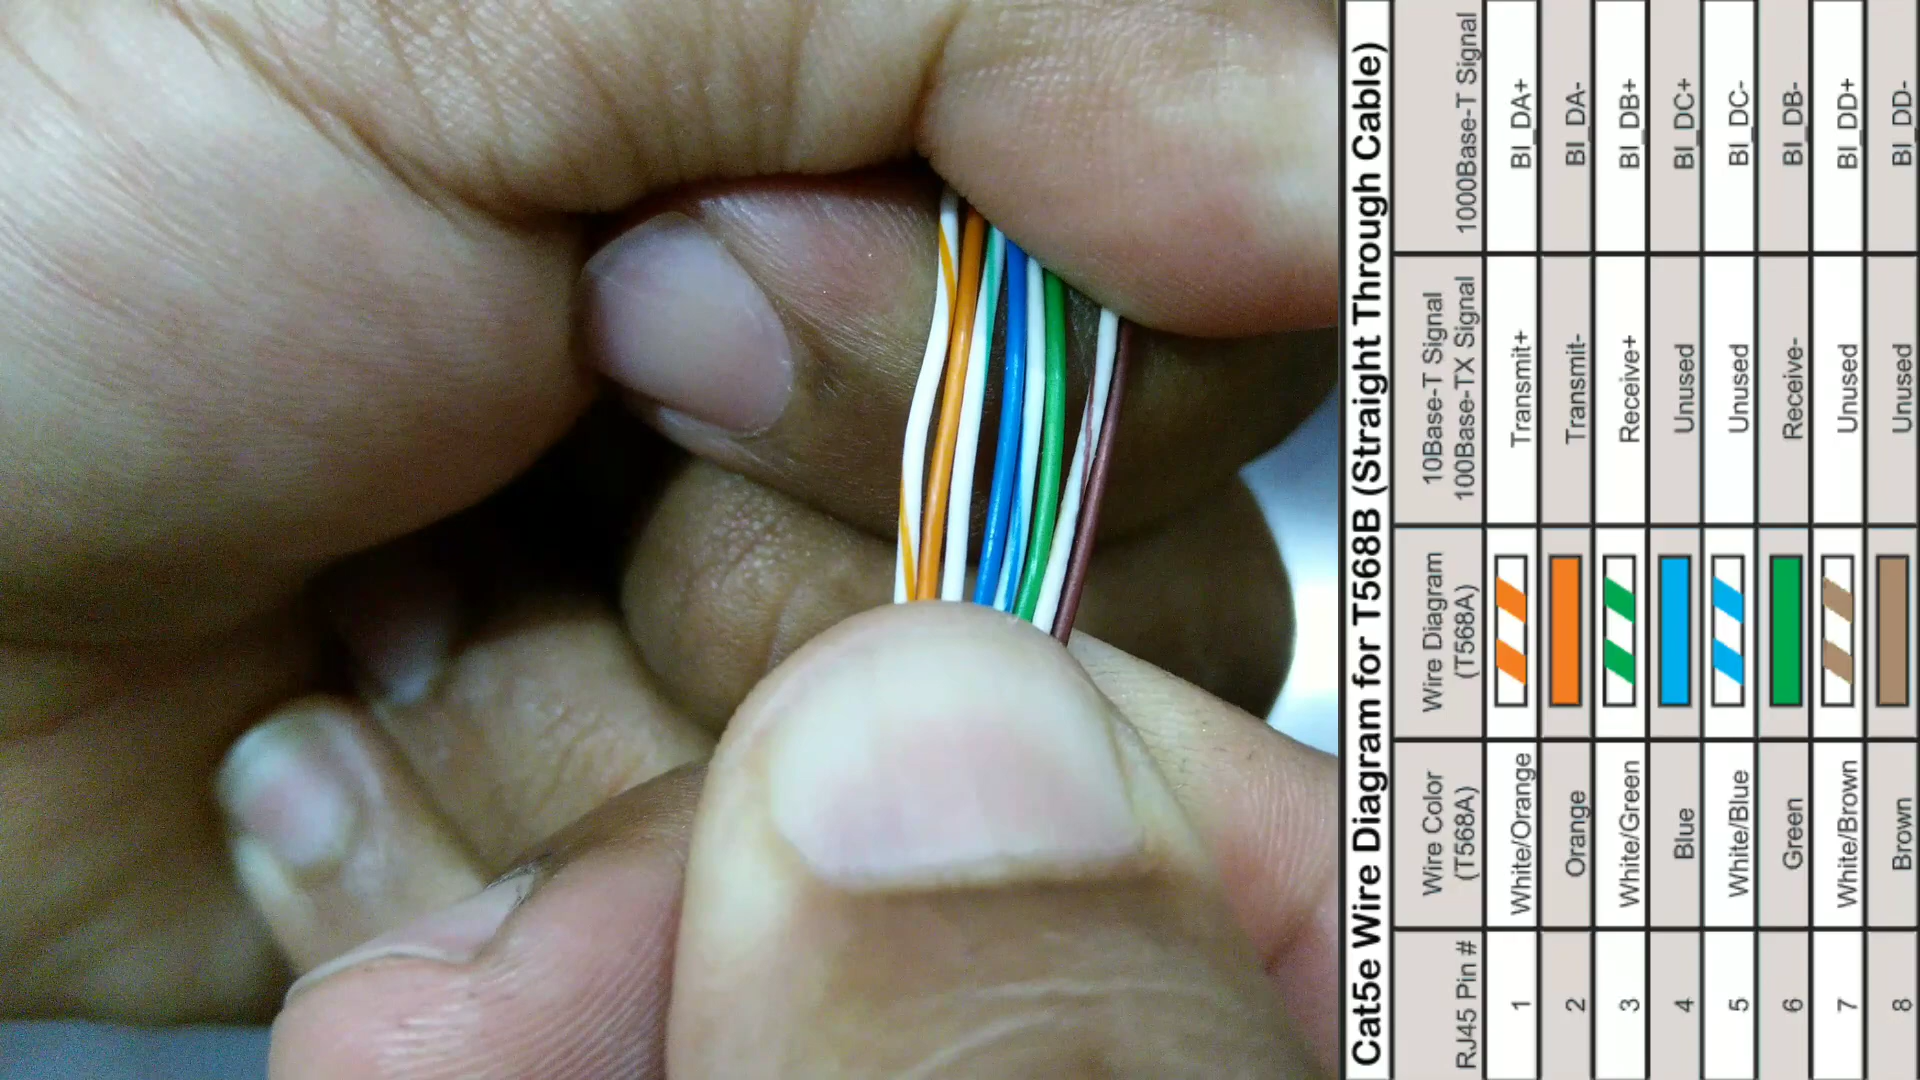 Cat5e Wire Diagram for T568B (Straight Through Cable)
RJ45 Pin # Wire Color (T568A) Wire Diagram (T568A) 10Base-T Signal 100Base-TX Signal 1000Base-T Signal
1 White/Orange Transmit+ BI_DA+
2 Orange Transmit- BI_DA-
3 White/Green Receive+ BI_DB+
4 Blue Unused BI_DC+
5 White/Blue Unused BI_DC-
6 Green Receive- BI_DB-
7 White/Brown Unused BI_DD+
8 Brown Unused BI_DD-